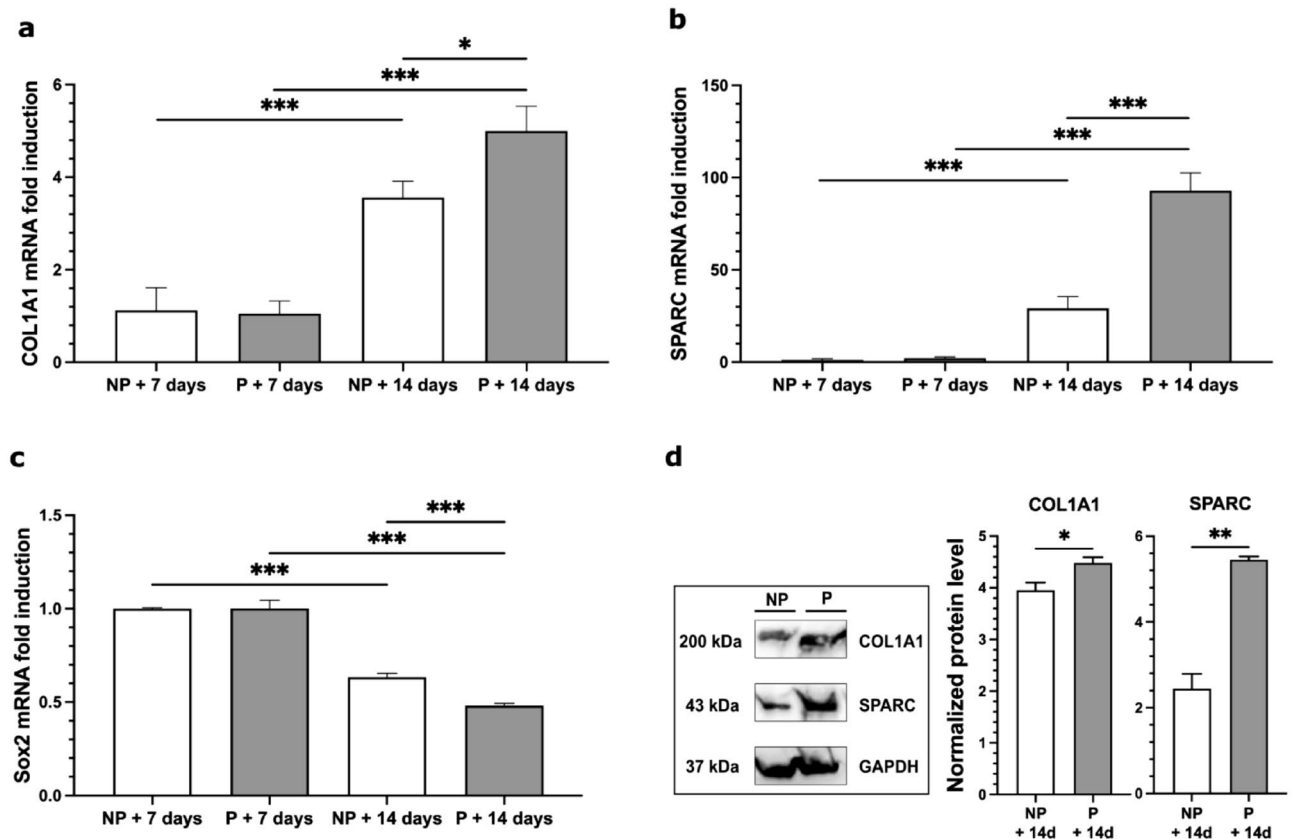 a
COL1A1 mRNA fold induction
6
4
2
0
***
***
*
NP + 7 days P + 7 days NP + 14 days P + 14 days
b
SPARC mRNA fold induction
150
100
50
0
***
***
***
NP + 7 days P + 7 days NP + 14 days P + 14 days
c
Sox2 mRNA fold induction
1.5
1.0
0.5
0.0
***
***
***
NP + 7 days P + 7 days NP + 14 days P + 14 days
d
NP P
200 kDa COL1A1
43 kDa SPARC
37 kDa GAPDH
Normalized protein level
COL1A1
5
4
3
2
1
0
*
NP P
+ 14d + 14d
SPARC
6
4
2
0
**
NP P
+ 14d + 14d